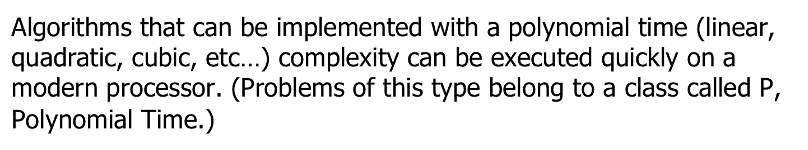 Algorithms that can be implemented with a polynomial time (linear,
quadratic, cubic, etc…) complexity can be executed quickly on a
modern processor. (Problems of this type belong to a class called P,
Polynomial Time.)